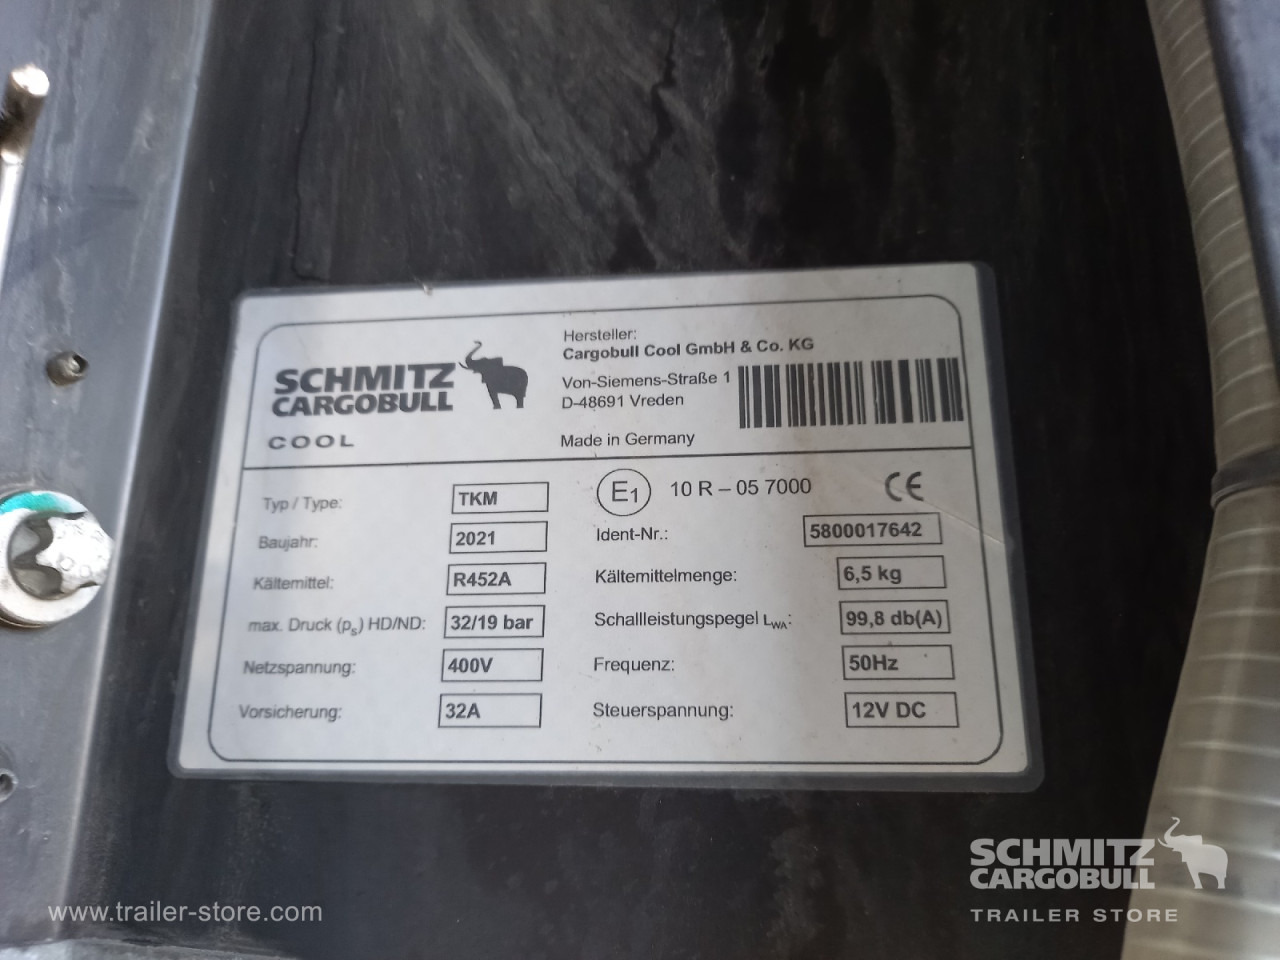 SCHMITZ
CARGOBULL
COOL
Hersteller:
Cargobull Cool GmbH & Co. KG
Von-Siemens-Straße 1
D-48691 Vreden
Made in Germany
Typ / Type: TKM E1 10 R – 05 7000 CE
Baujahr: 2021 Ident-Nr.: 5800017642
Kältemittel: R452A Kältemittelmenge: 6,5 kg
max. Druck (ps) HD/ND: 32/19 bar Schallleistungspegel LWA: 99,8 db(A)
Netzspannung: 400V Frequenz: 50Hz
Vorsicherung: 32A Steuerspannung: 12V DC
SCHMITZ
CARGOBULL
TRAILER STORE
www.trailer-store.com